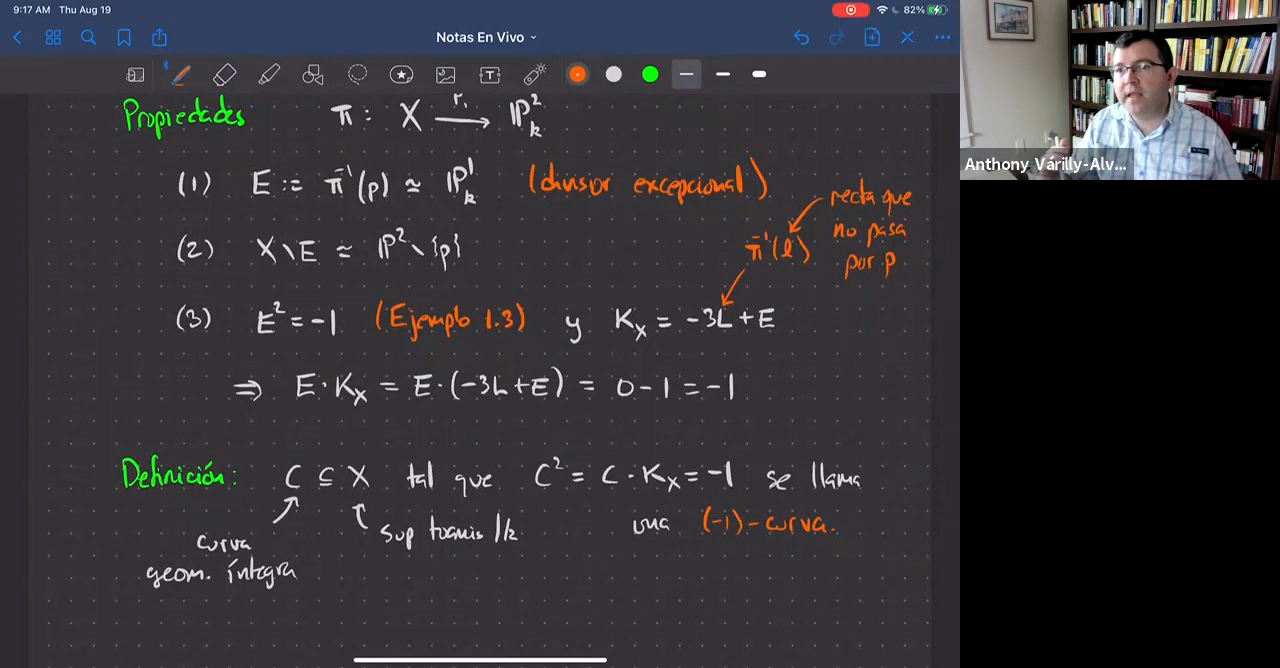 9:17 AM Thu Aug 19
82%
Notas En Vivo
Anthony Várilly-Alv...
Propiedades π : X → ℙ²_k
(1) E := π⁻¹(p) ≃ ℙ¹_k (divisor excepcional)
recta que
no pasa
por p
π⁻¹(l)
(2) X∖E ≃ ℙ²∖{p}
(3) E² = -1 (Ejemplo 1.3) y K_X = -3L + E
⇒ E · K_X = E · (-3L + E) = 0 - 1 = -1
Definición: C ⊆ X tal que C² = C · K_X = -1 se llama
una (-1)-curva.
sup /k
curva
geom. íntegra